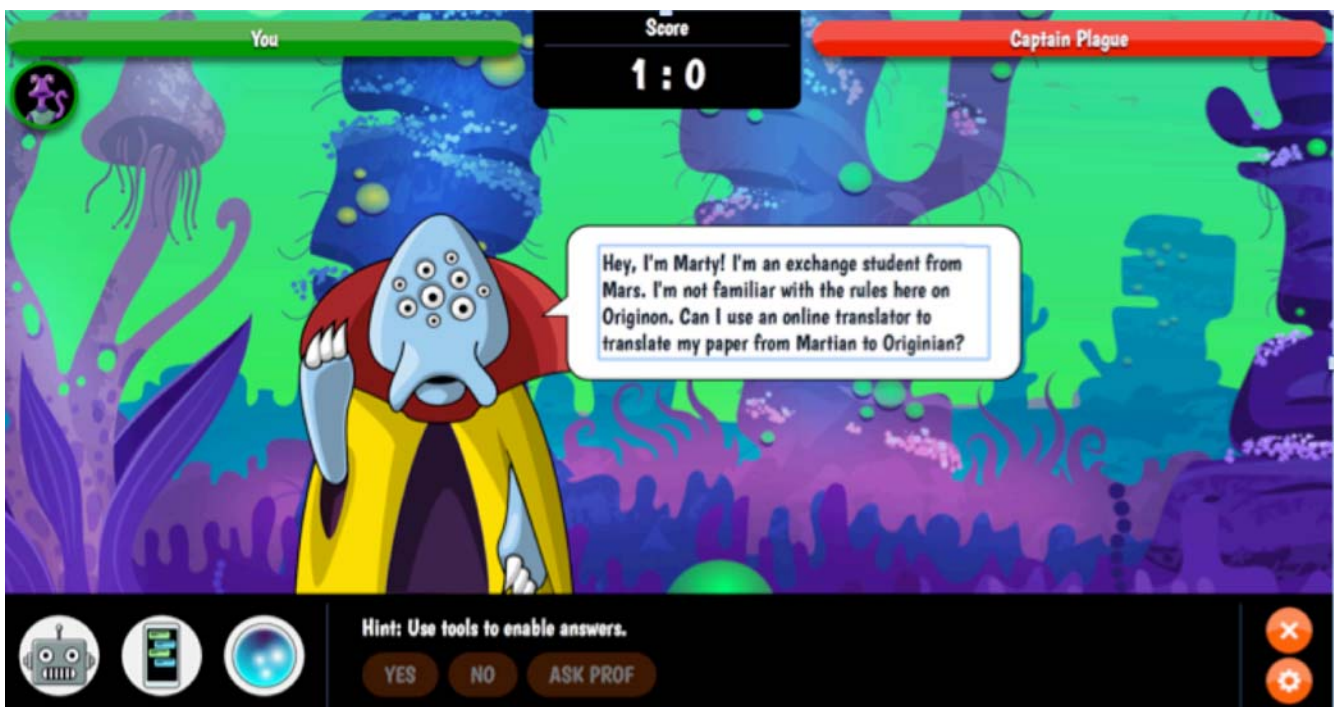 You
Score
1 : 0
Captain Plague
Hey, I'm Marty! I'm an exchange student from
Mars. I'm not familiar with the rules here on
Originon. Can I use an online translator to
translate my paper from Martian to Originian?
Hint: Use tools to enable answers.
YES NO ASK PROF